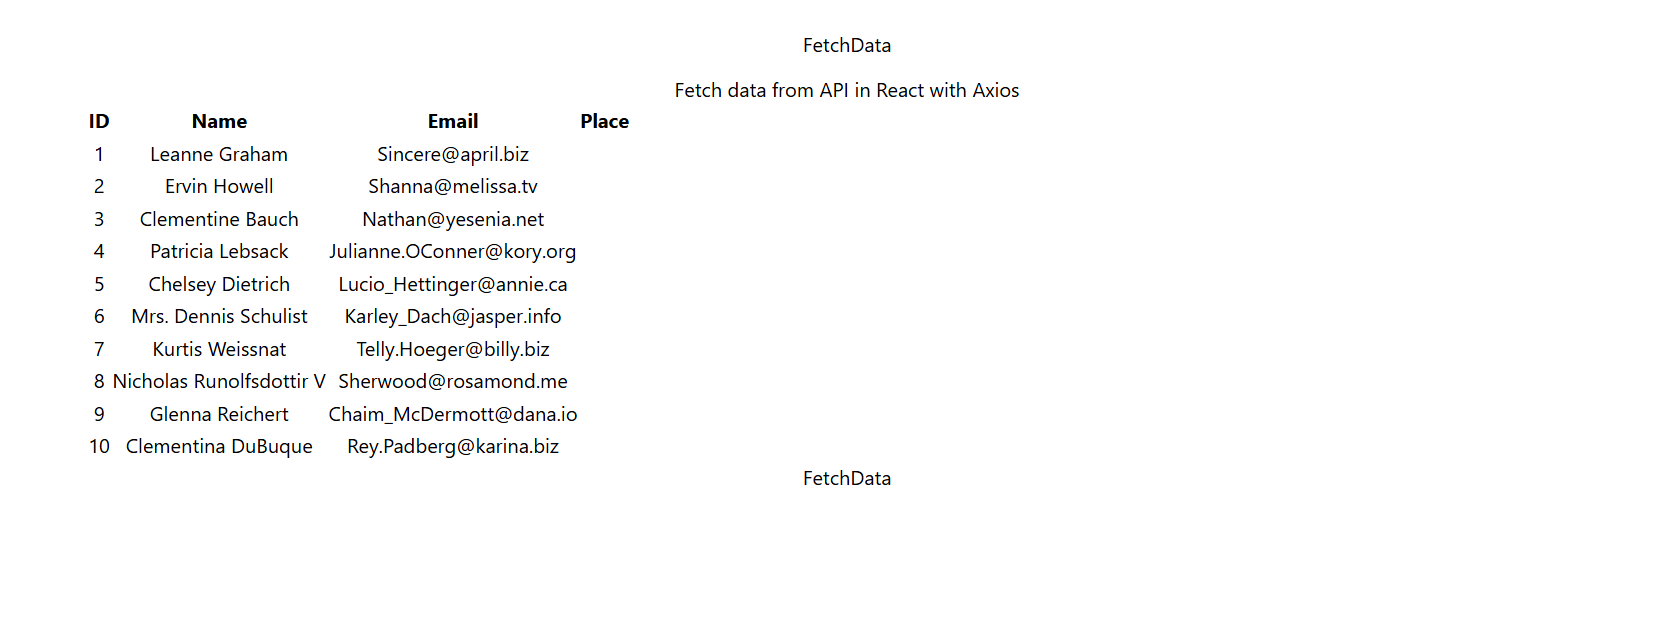 FetchData
Fetch data from API in React with Axios
ID Name Email Place
1 Leanne Graham Sincere@april.biz
2 Ervin Howell Shanna@melissa.tv
3 Clementine Bauch Nathan@yesenia.net
4 Patricia Lebsack Julianne.OConner@kory.org
5 Chelsey Dietrich Lucio_Hettinger@annie.ca
6 Mrs. Dennis Schulist Karley_Dach@jasper.info
7 Kurtis Weissnat Telly.Hoeger@billy.biz
8 Nicholas Runolfsdottir V Sherwood@rosamond.me
9 Glenna Reichert Chaim_McDermott@dana.io
10 Clementina DuBuque Rey.Padberg@karina.biz
FetchData